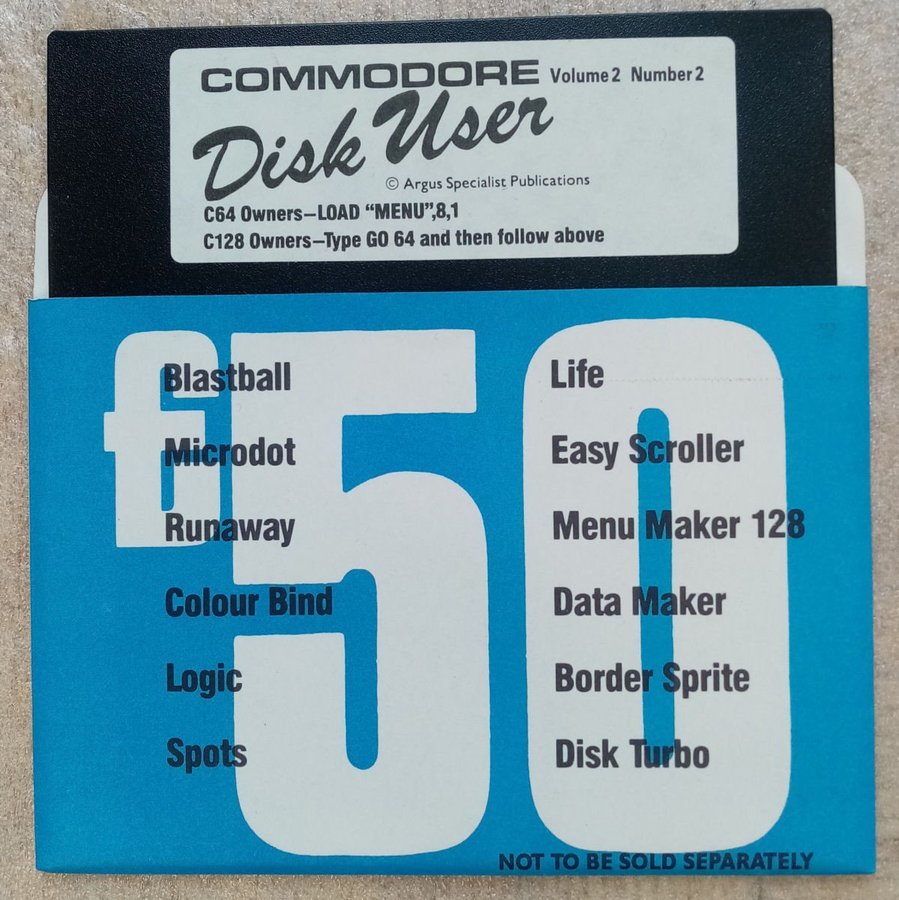 COMMODORE Volume 2 Number 2
Disk User
© Argus Specialist Publications
C64 Owners–LOAD “MENU”,8,1
C128 Owners–Type GO 64 and then follow above
£50
Blastball
Microdot
Runaway
Colour Bind
Logic
Spots
Life
Easy Scroller
Menu Maker 128
Data Maker
Border Sprite
Disk Turbo
NOT TO BE SOLD SEPARATELY